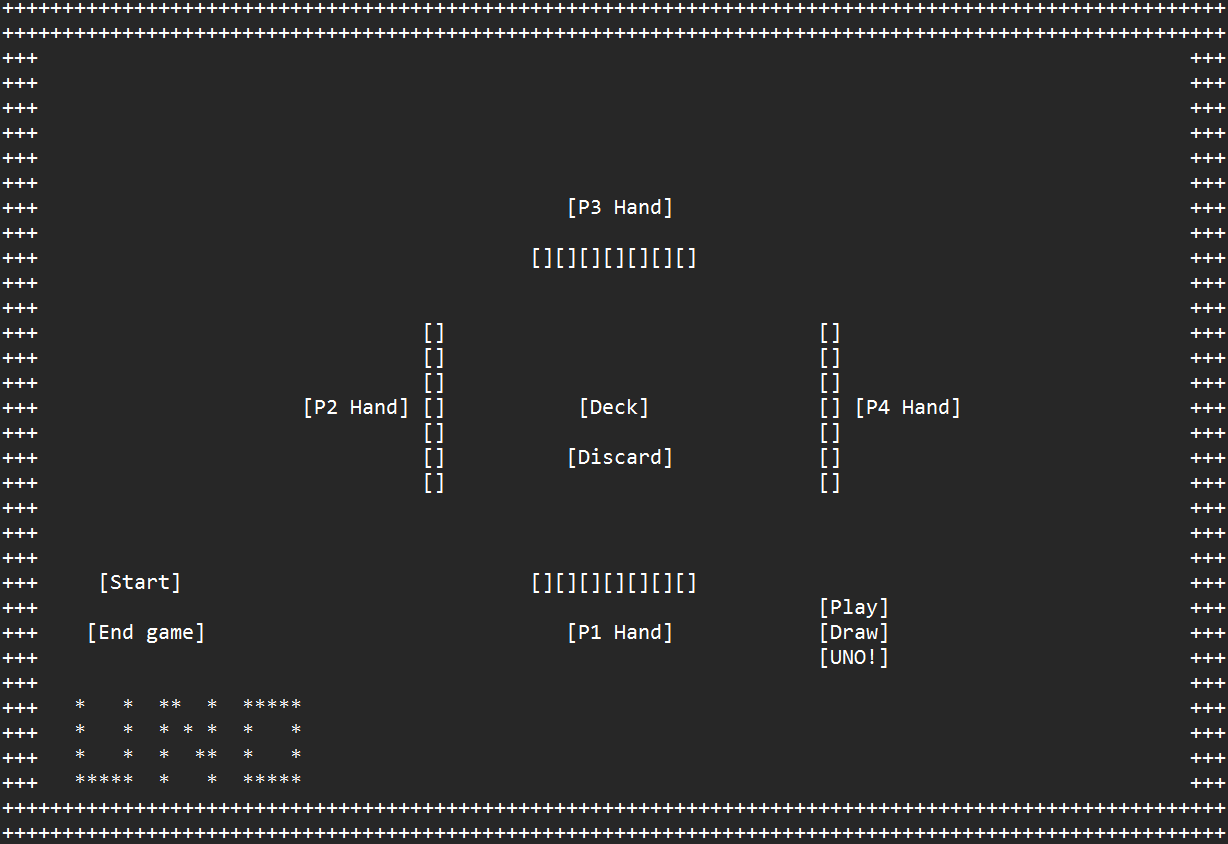 ++++++++++++++++++++++++++++++++++++++++++++++++++++++++++++++++++++++++++++++++++++++++++++++++++++++
++++++++++++++++++++++++++++++++++++++++++++++++++++++++++++++++++++++++++++++++++++++++++++++++++++++
+++ +++
+++ +++
+++ +++
+++ +++
+++ +++
+++ +++
+++ [P3 Hand] +++
+++ +++
+++ [][][][][][][] +++
+++ +++
+++ +++
+++ [] [] +++
+++ [] [] +++
+++ [] [] +++
+++ [P2 Hand] [] [Deck] [] [P4 Hand] +++
+++ [] [] +++
+++ [] [Discard] [] +++
+++ [] [] +++
+++ +++
+++ +++
+++ +++
+++ [Start] [][][][][][][] +++
+++ [Play] +++
+++ [End game] [P1 Hand] [Draw] +++
+++ [UNO!] +++
+++ +++
+++   *   *  **  *  ***** +++
+++   *   *  * * *  *   * +++
+++   *   *  *  **  *   * +++
+++   *****  *   *  ***** +++
++++++++++++++++++++++++++++++++++++++++++++++++++++++++++++++++++++++++++++++++++++++++++++++++++++++
++++++++++++++++++++++++++++++++++++++++++++++++++++++++++++++++++++++++++++++++++++++++++++++++++++++